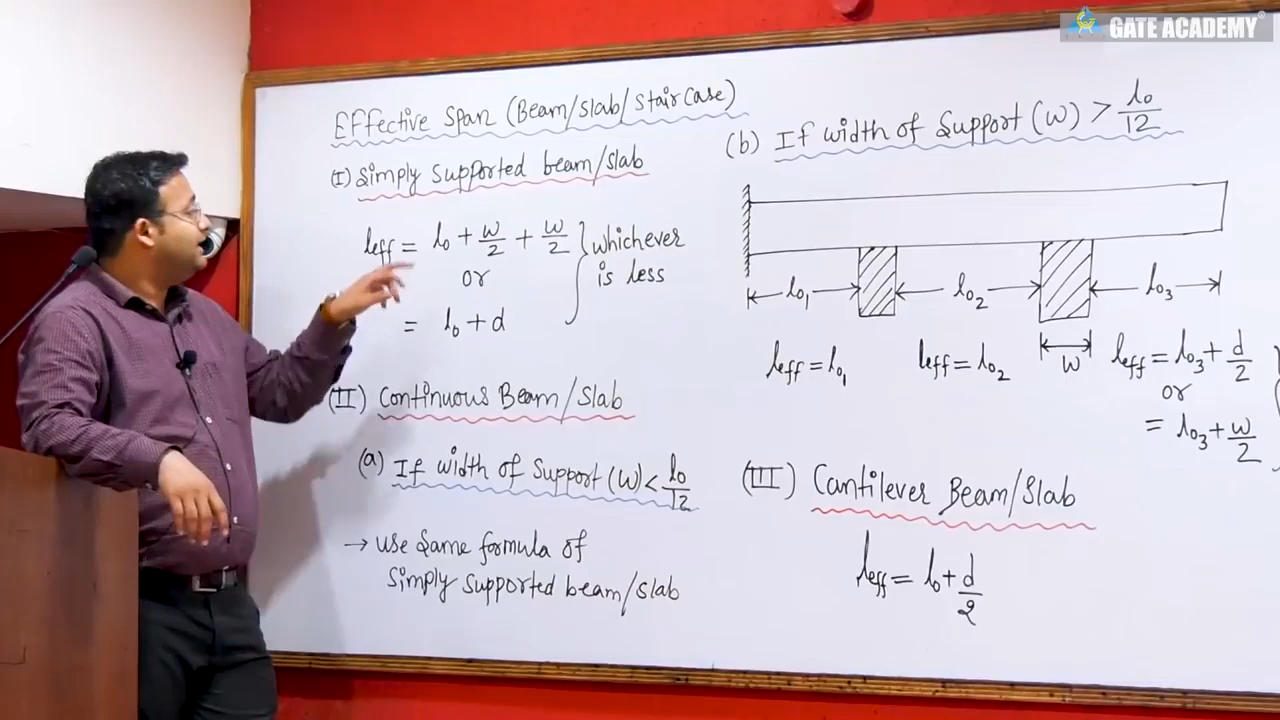 GATE ACADEMY
Effective Span (Beam/Slab/StairCase)
(I) Simply supported beam/slab
leff = l0 + w/2 + w/2
or
= l0 + d
} whichever
is less
(II) Continuous Beam/Slab
(a) If width of Support (W) < l0/12
→ Use Same formula of
Simply supported beam/slab
(b) If width of Support (W) > l0/12
l01 l02 l03
W
leff = l01 leff = l02 leff = l03 + d/2
or
= l03 + w/2
(III) Cantilever Beam/Slab
leff = l0 + d/2